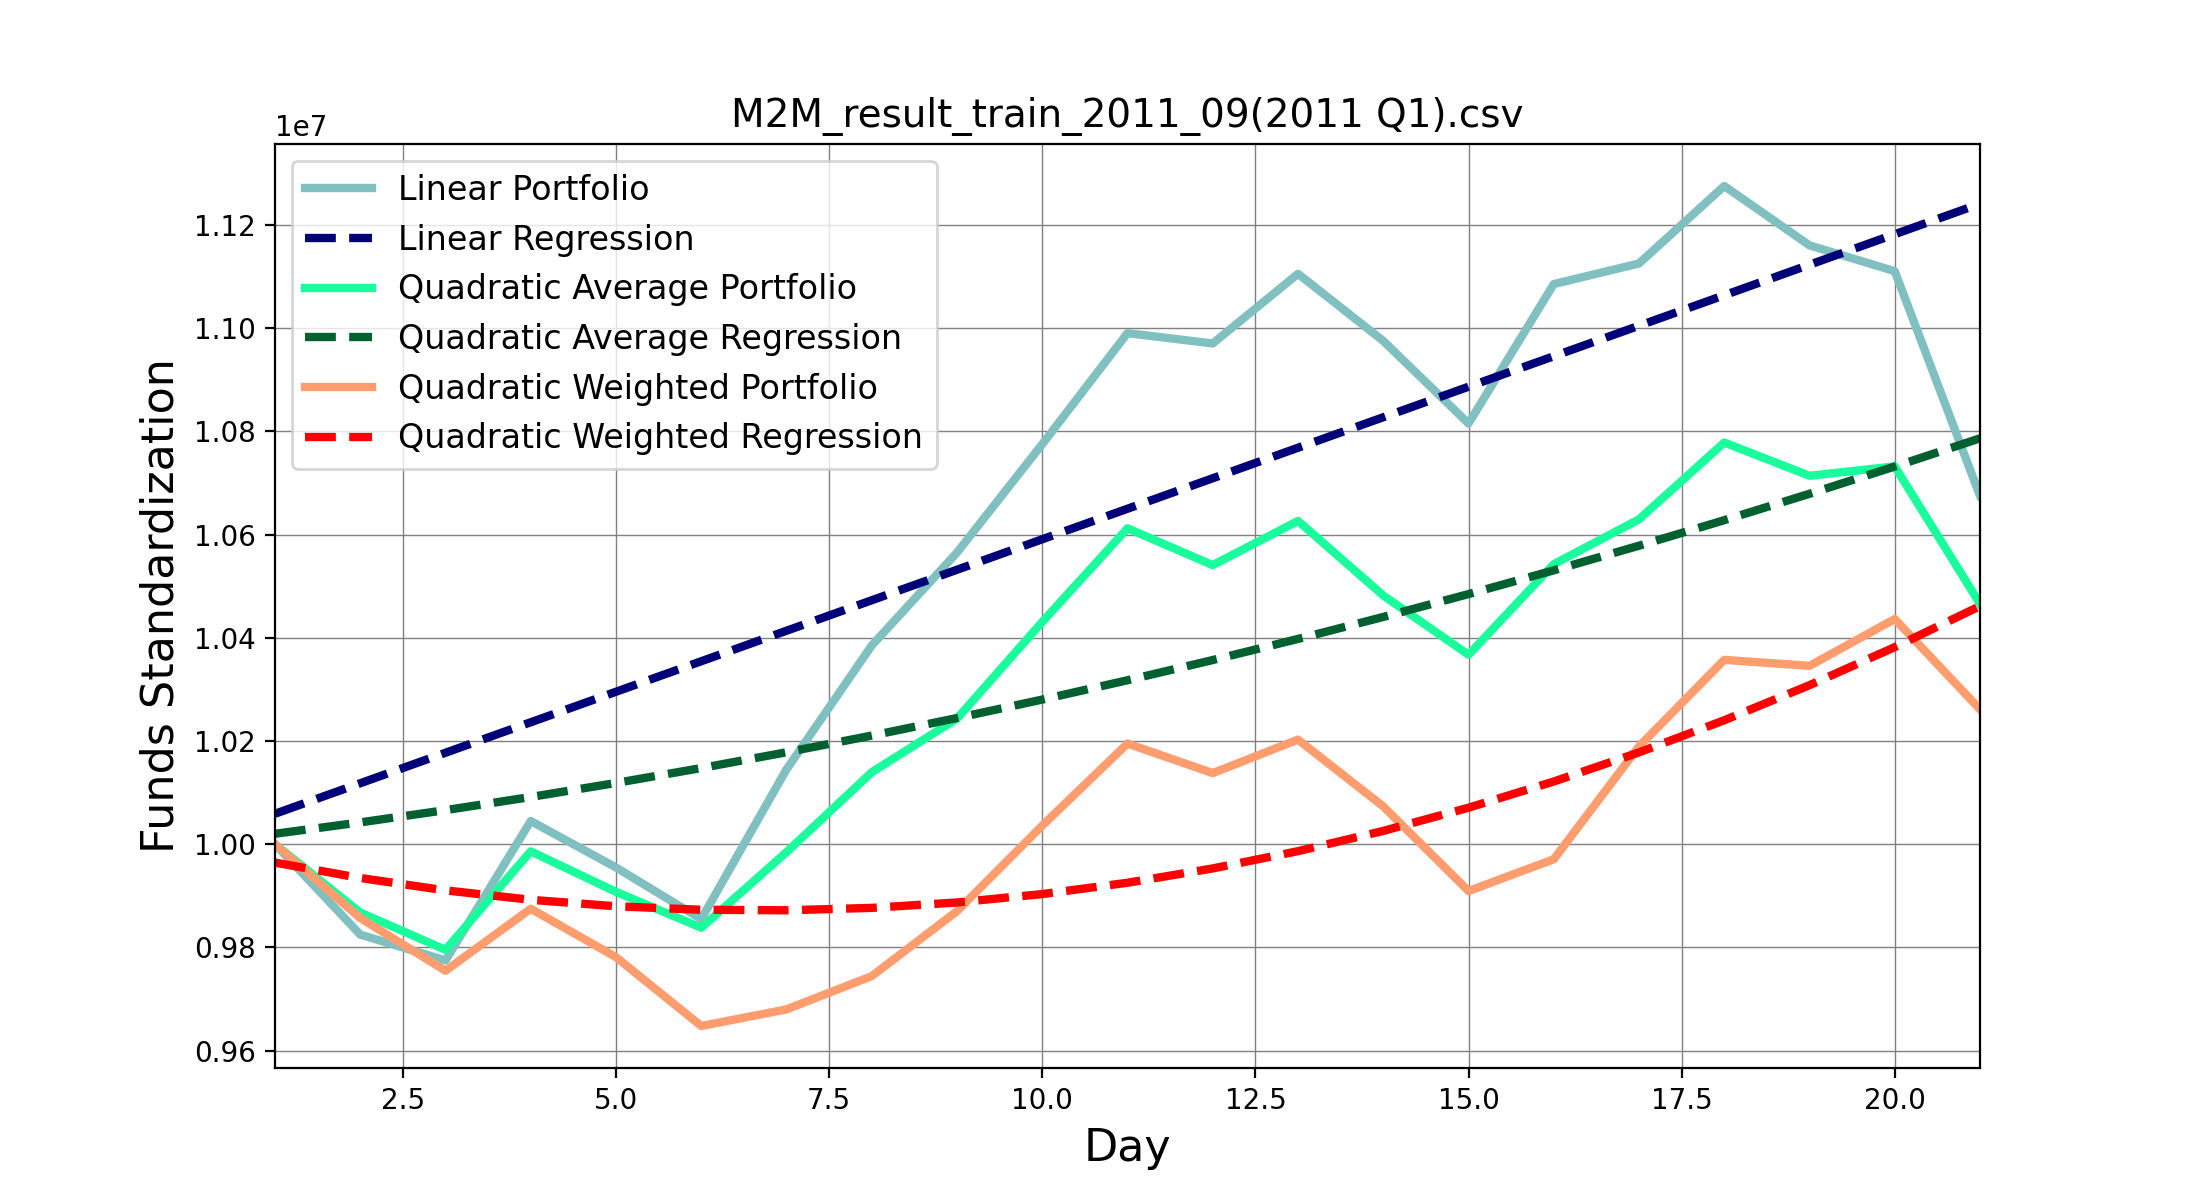 M2M_result_train_2011_09(2011 Q1).csv
1e7
Linear Portfolio
Linear Regression
Quadratic Average Portfolio
Quadratic Average Regression
Quadratic Weighted Portfolio
Quadratic Weighted Regression
Funds Standardization
1.12
1.10
1.08
1.06
1.04
1.02
1.00
0.98
0.96
2.5 5.0 7.5 10.0 12.5 15.0 17.5 20.0
Day